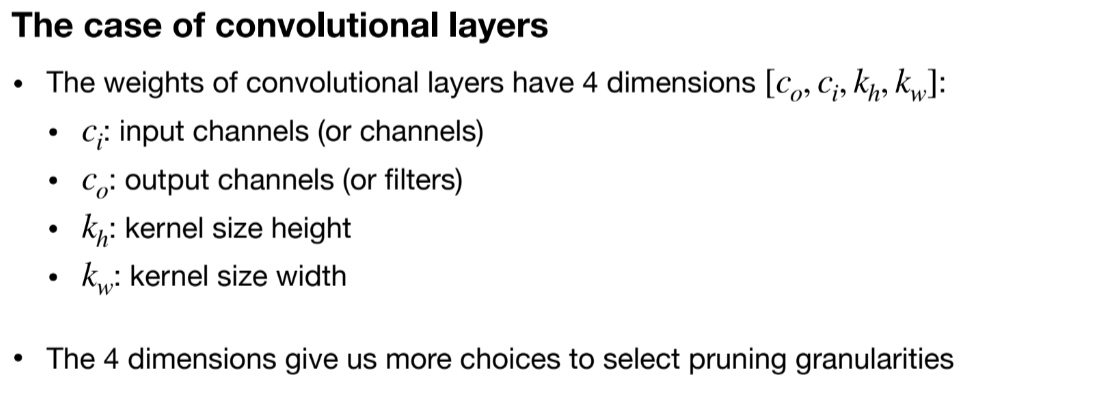 The case of convolutional layers
• The weights of convolutional layers have 4 dimensions [c_o, c_i, k_h, k_w]:
• c_i: input channels (or channels)
• c_o: output channels (or filters)
• k_h: kernel size height
• k_w: kernel size width
• The 4 dimensions give us more choices to select pruning granularities